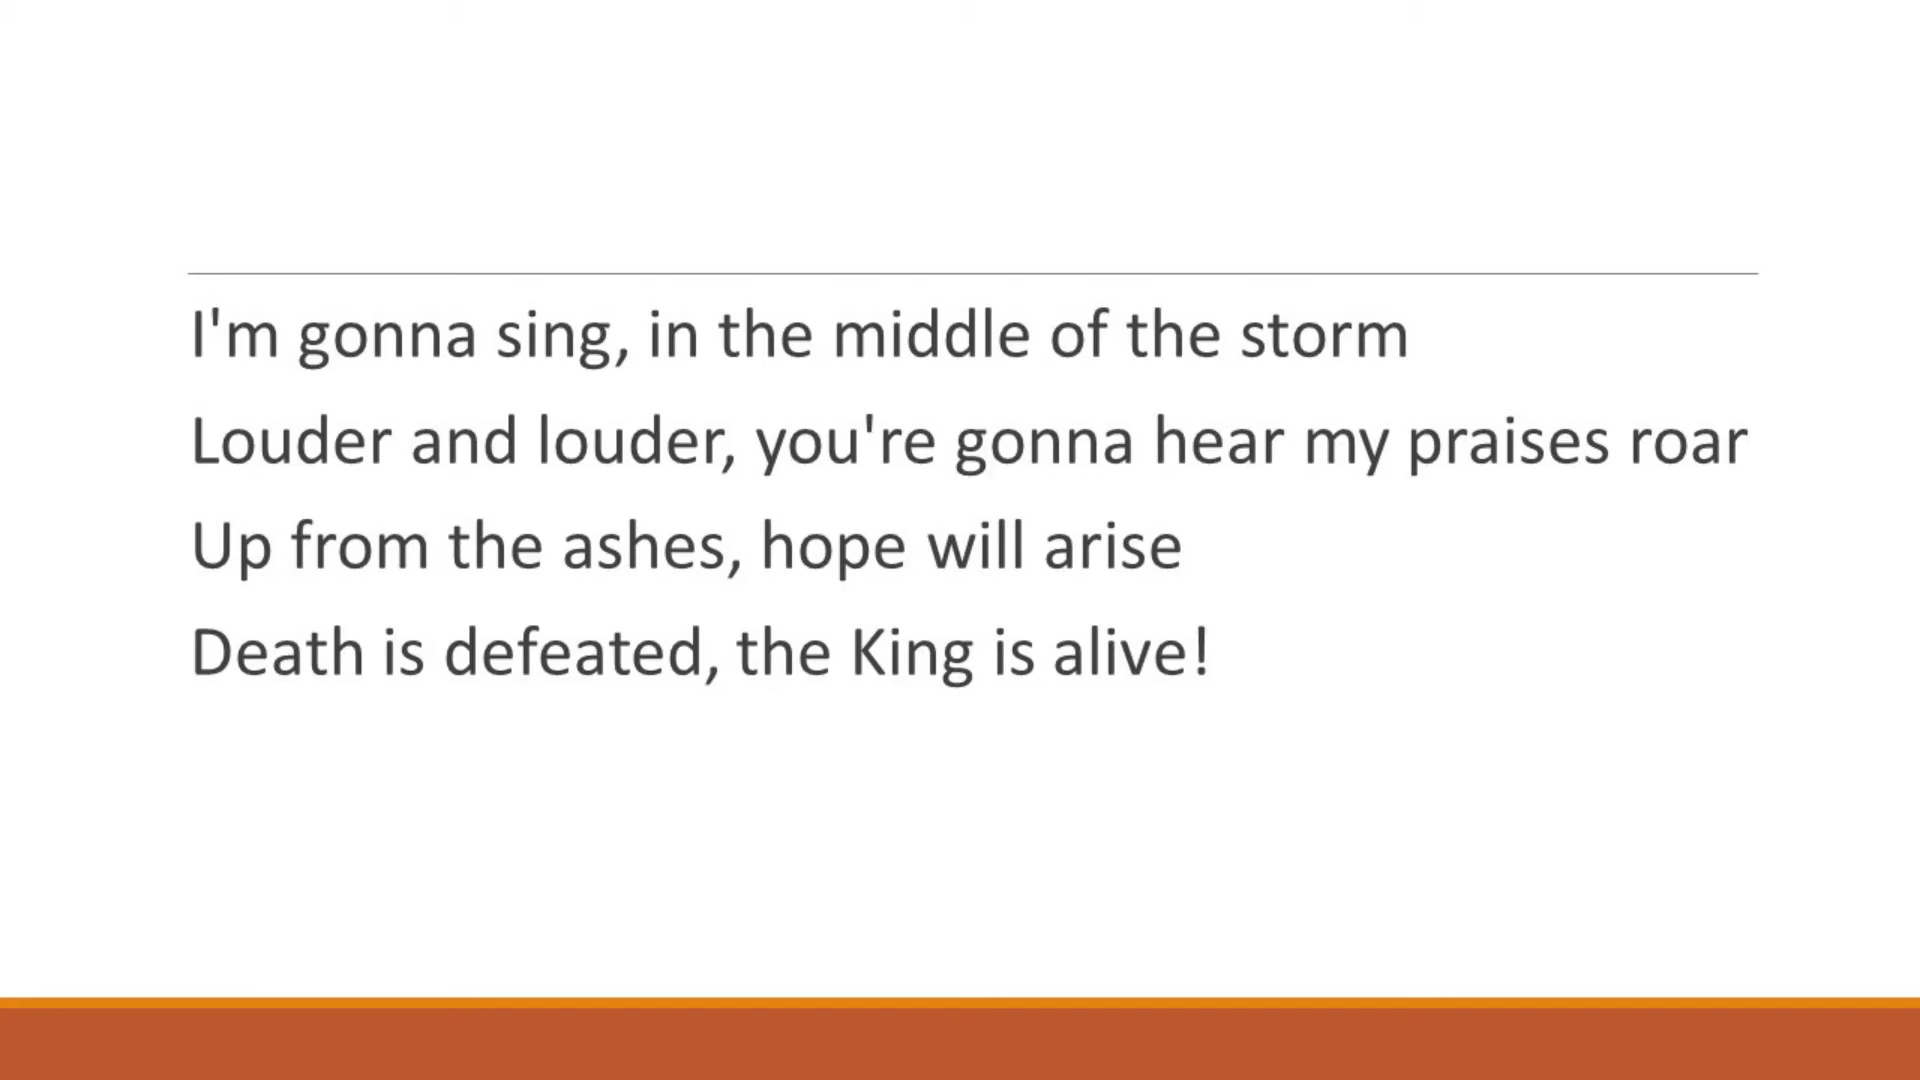 I'm gonna sing, in the middle of the storm
Louder and louder, you're gonna hear my praises roar
Up from the ashes, hope will arise
Death is defeated, the King is alive!